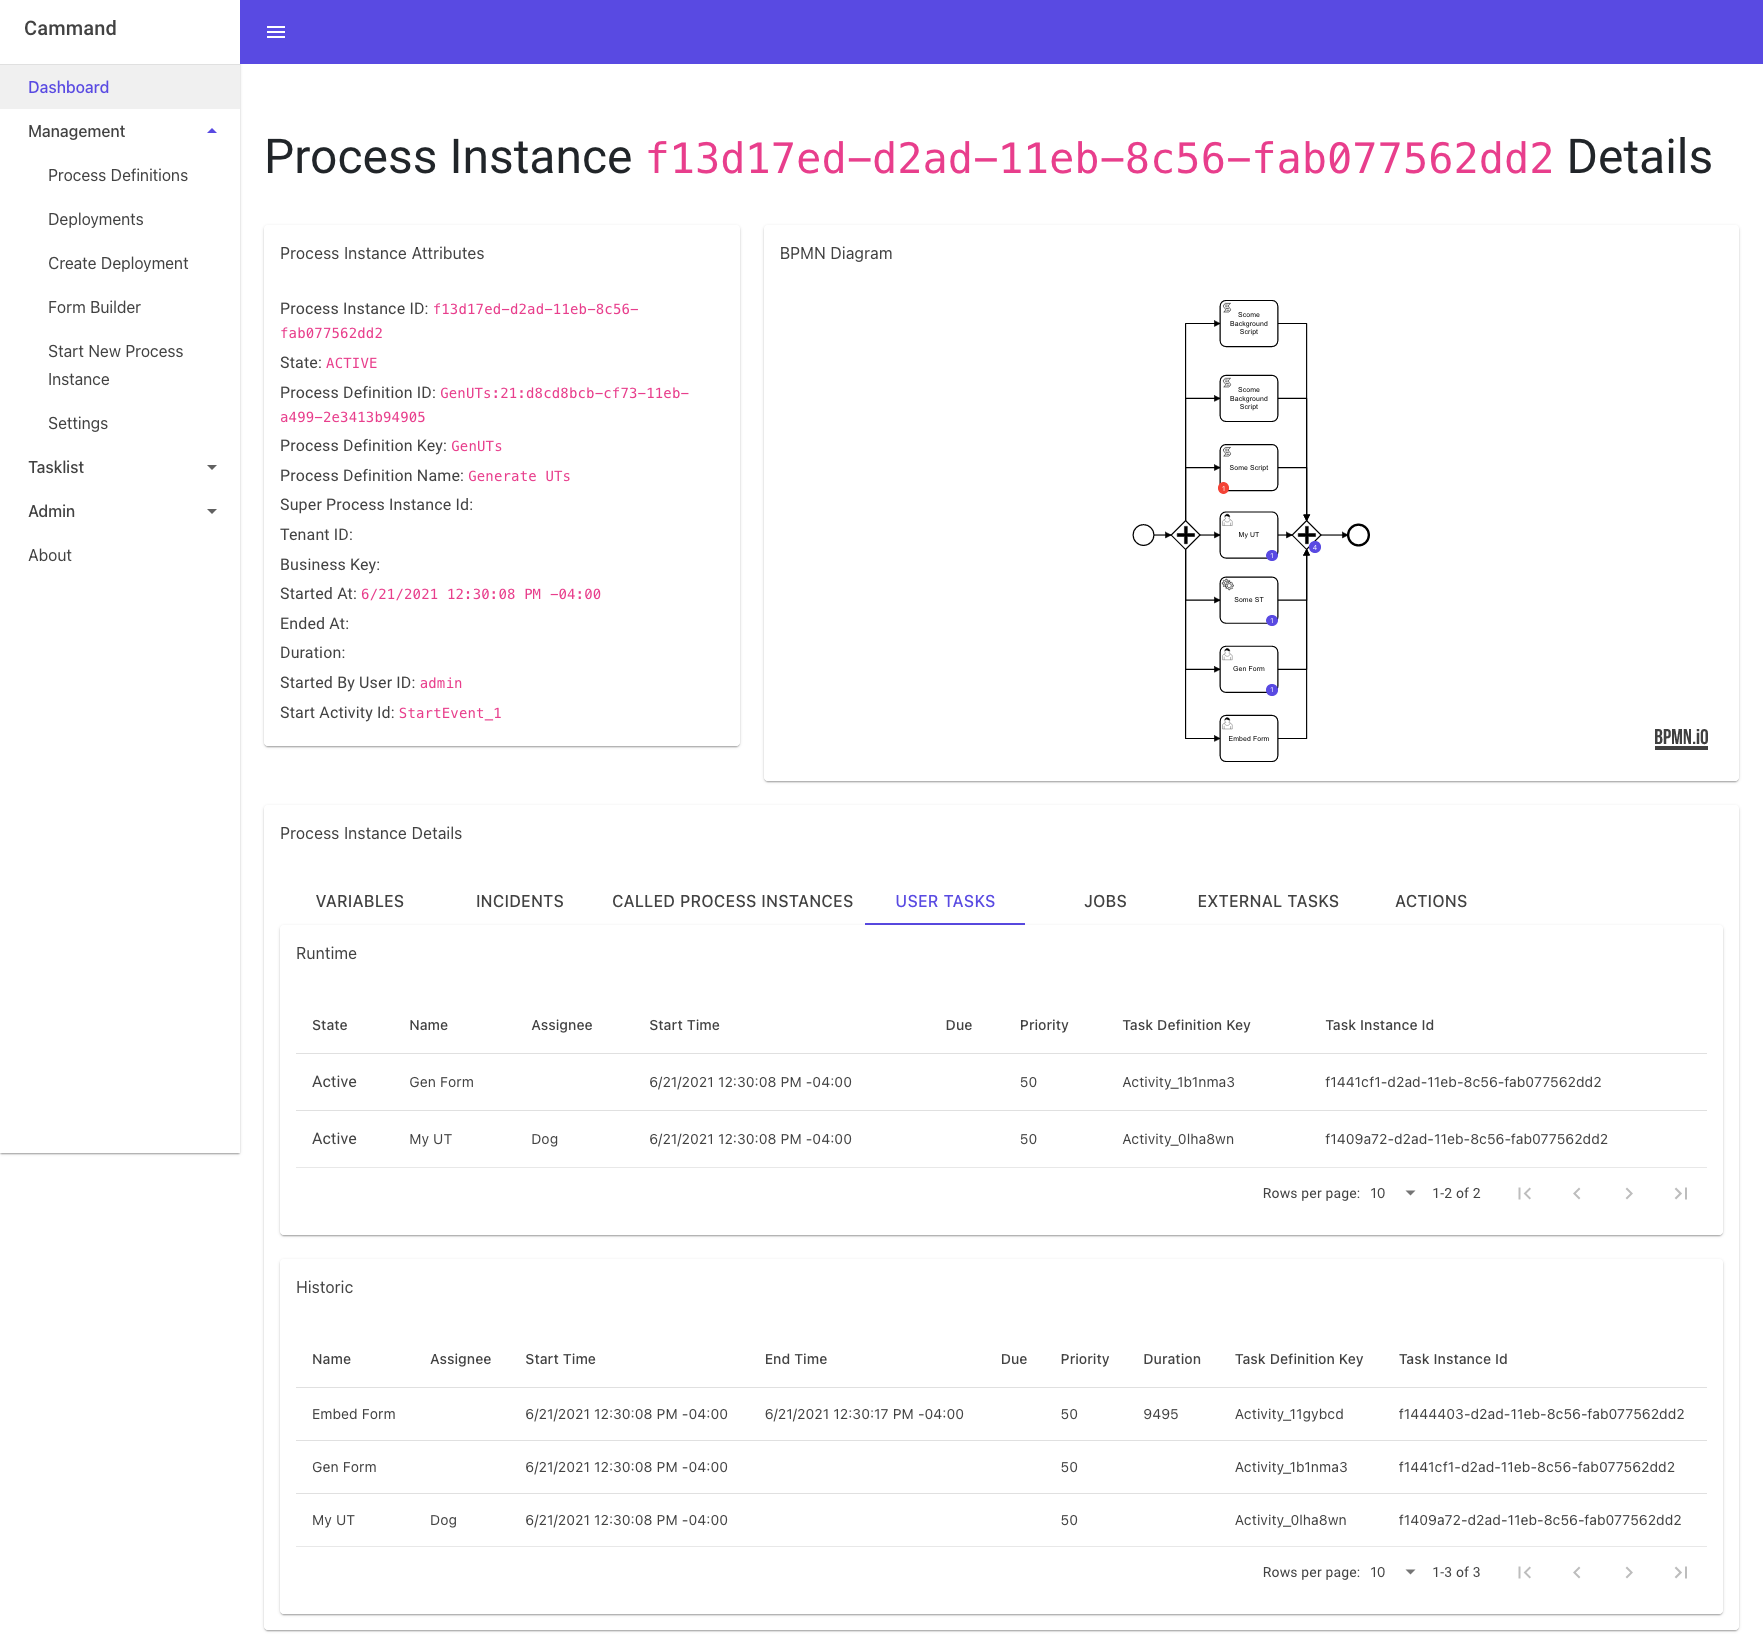 Cammand
Dashboard
Management
Process Definitions
Deployments
Create Deployment
Form Builder
Start New Process
Instance
Settings
Tasklist
Admin
About
Process Instance f13d17ed-d2ad-11eb-8c56-fab077562dd2 Details
Process Instance Attributes
Process Instance ID: f13d17ed-d2ad-11eb-8c56-
fab077562dd2
State: ACTIVE
Process Definition ID: GenUTs:21:d8cd8bcb-cf73-11eb-
a499-2e3413b94905
Process Definition Key: GenUTs
Process Definition Name: Generate UTs
Super Process Instance Id:
Tenant ID:
Business Key:
Started At: 6/21/2021 12:30:08 PM -04:00
Ended At:
Duration:
Started By User ID: admin
Start Activity Id: StartEvent_1
BPMN Diagram
Scome
Background
Script
Scome
Background
Script
Some Script
1
My UT
1
4
Some ST
1
Gen Form
1
Embed Form
BPMN.iO
Process Instance Details
VARIABLES INCIDENTS CALLED PROCESS INSTANCES USER TASKS JOBS EXTERNAL TASKS ACTIONS
Runtime
State Name Assignee Start Time Due Priority Task Definition Key Task Instance Id
Active Gen Form 6/21/2021 12:30:08 PM -04:00 50 Activity_1b1nma3 f1441cf1-d2ad-11eb-8c56-fab077562dd2
Active My UT Dog 6/21/2021 12:30:08 PM -04:00 50 Activity_0lha8wn f1409a72-d2ad-11eb-8c56-fab077562dd2
Rows per page: 10 1-2 of 2
Historic
Name Assignee Start Time End Time Due Priority Duration Task Definition Key Task Instance Id
Embed Form 6/21/2021 12:30:08 PM -04:00 6/21/2021 12:30:17 PM -04:00 50 9495 Activity_11gybcd f1444403-d2ad-11eb-8c56-fab077562dd2
Gen Form 6/21/2021 12:30:08 PM -04:00 50 Activity_1b1nma3 f1441cf1-d2ad-11eb-8c56-fab077562dd2
My UT Dog 6/21/2021 12:30:08 PM -04:00 50 Activity_0lha8wn f1409a72-d2ad-11eb-8c56-fab077562dd2
Rows per page: 10 1-3 of 3